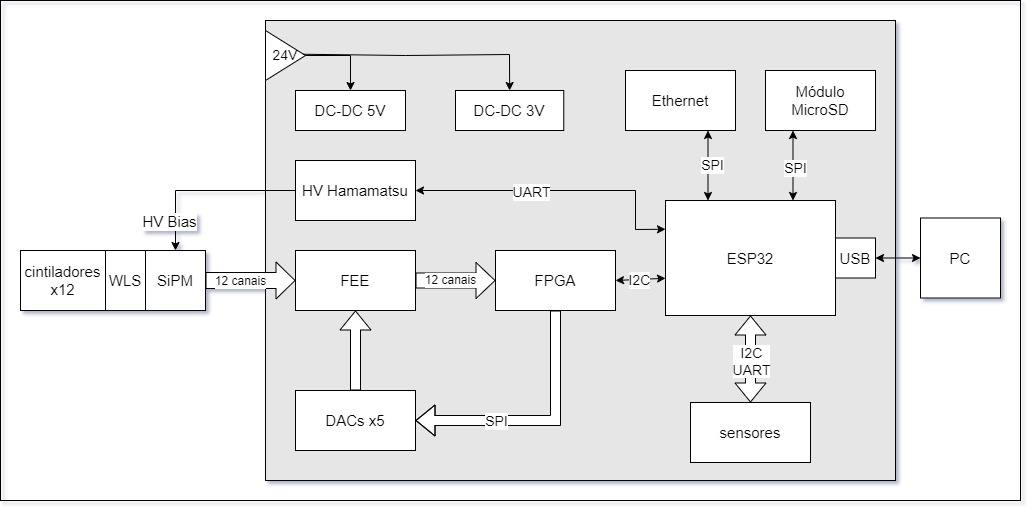 24V
DC-DC 5V
DC-DC 3V
Ethernet
Módulo
MicroSD
SPI
SPI
HV Hamamatsu
UART
HV Bias
cintiladores
x12
WLS
SiPM
12 canais
FEE
12 canais
FPGA
I2C
ESP32
USB
PC
I2C
UART
DACs x5
SPI
sensores